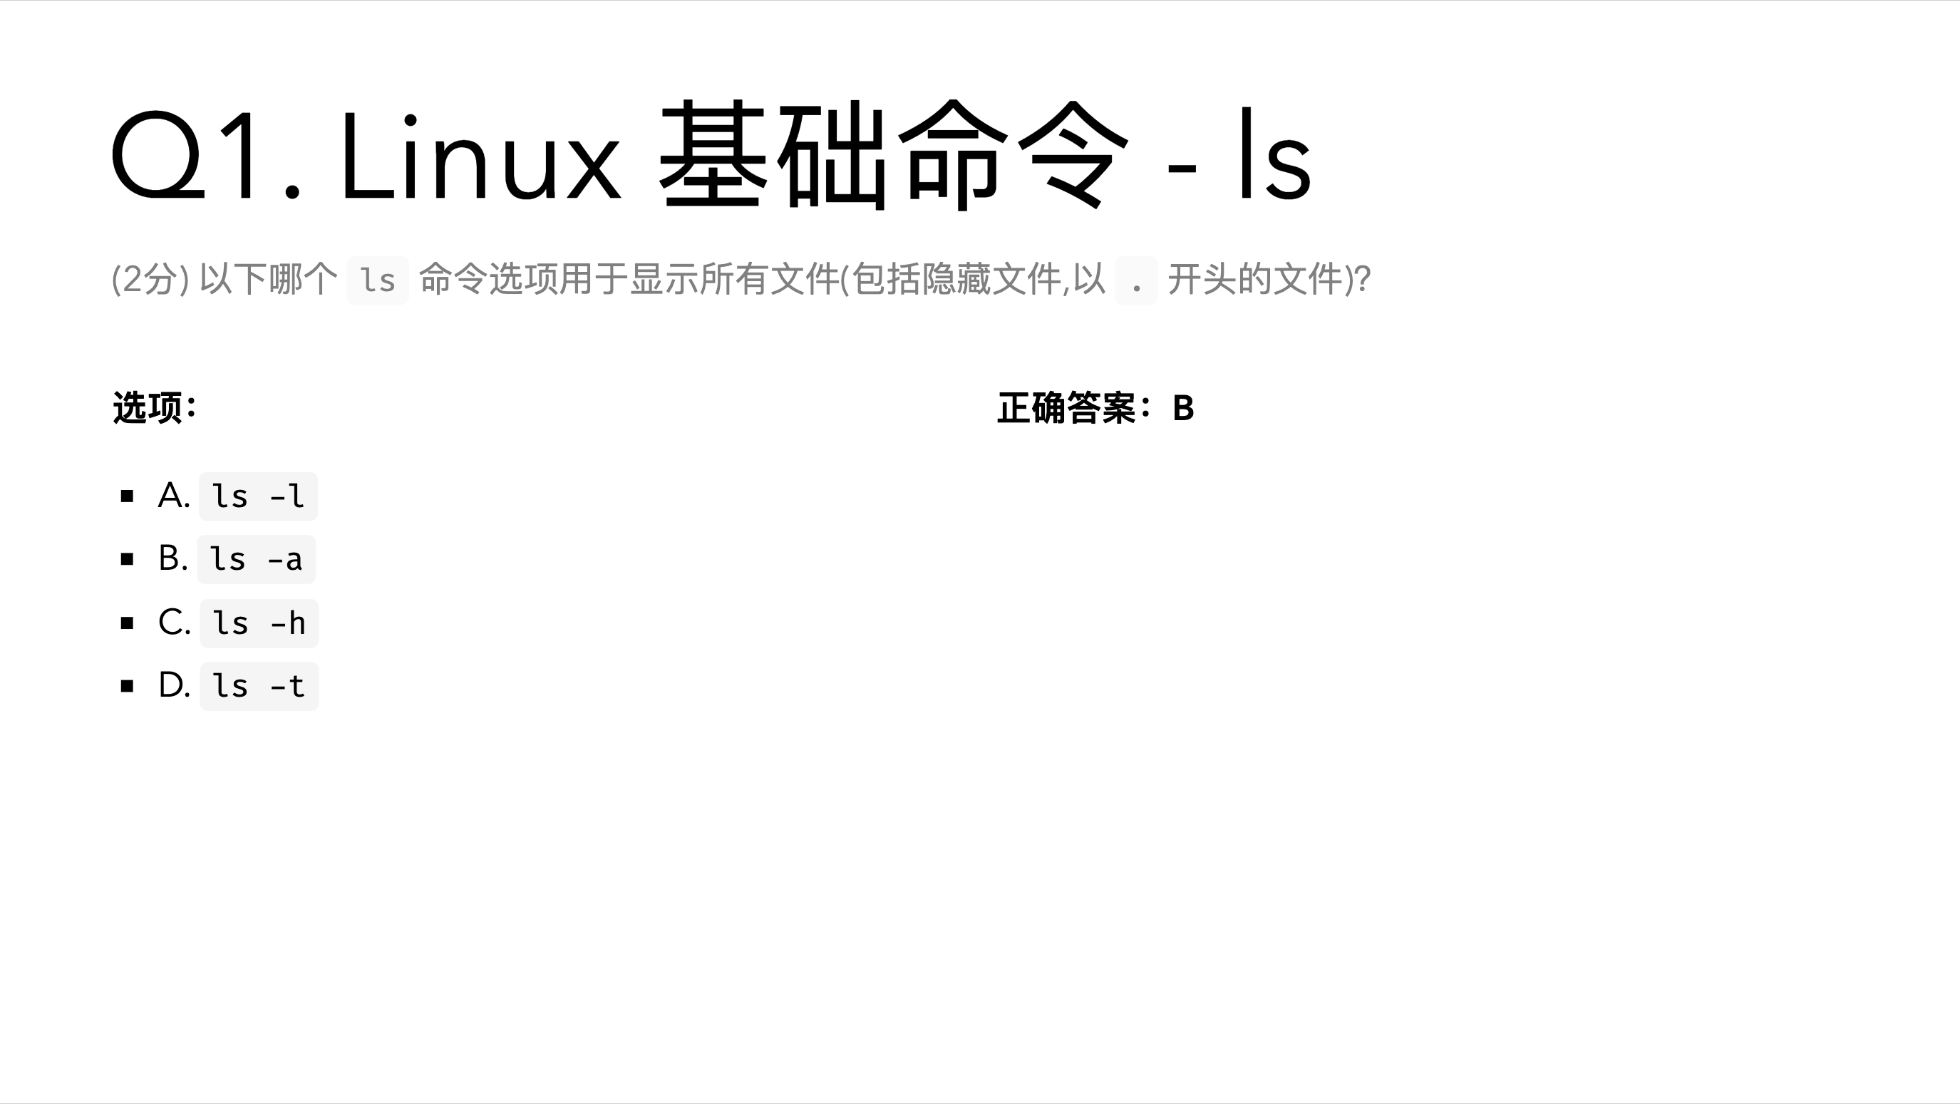 Q1. Linux 基础命令 - ls
(2分) 以下哪个 ls 命令选项用于显示所有文件(包括隐藏文件,以 . 开头的文件)?
选项：
▪ A. ls -l
▪ B. ls -a
▪ C. ls -h
▪ D. ls -t
正确答案：B